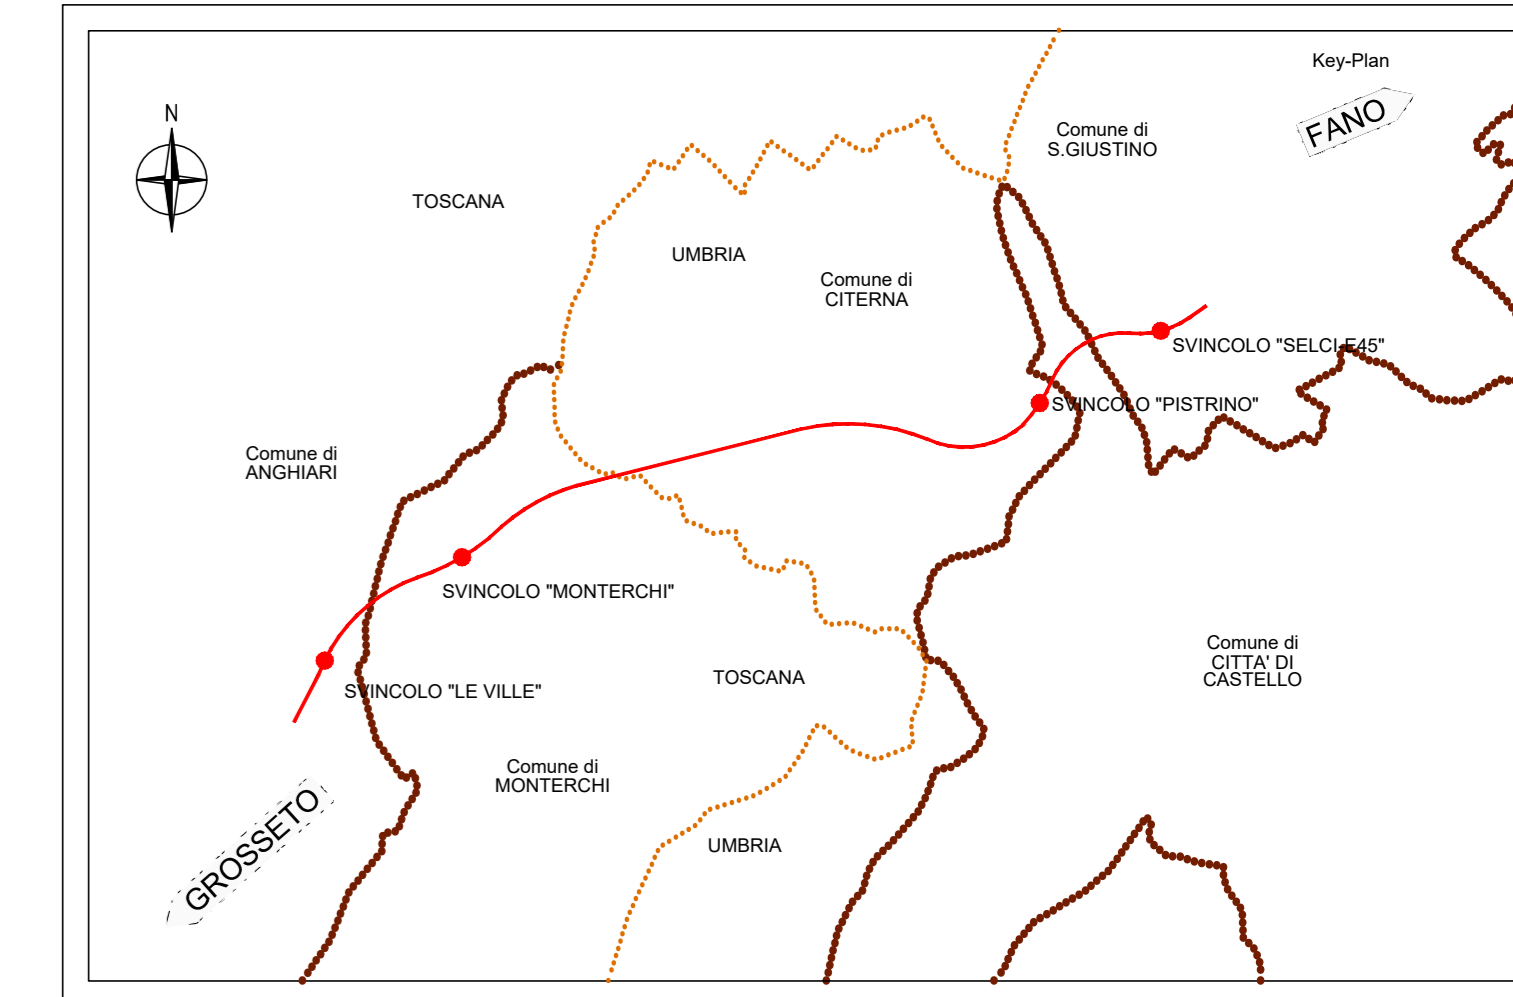 Key-Plan
FANO
N
Comune di
S.GIUSTINO
TOSCANA
UMBRIA
Comune di
CITERNA
SVINCOLO "SELCI-E45"
SVINCOLO "PISTRINO"
Comune di
ANGHIARI
SVINCOLO "MONTERCHI"
Comune di
CITTA' DI
CASTELLO
TOSCANA
SVINCOLO "LE VILLE"
Comune di
MONTERCHI
GROSSETO
UMBRIA